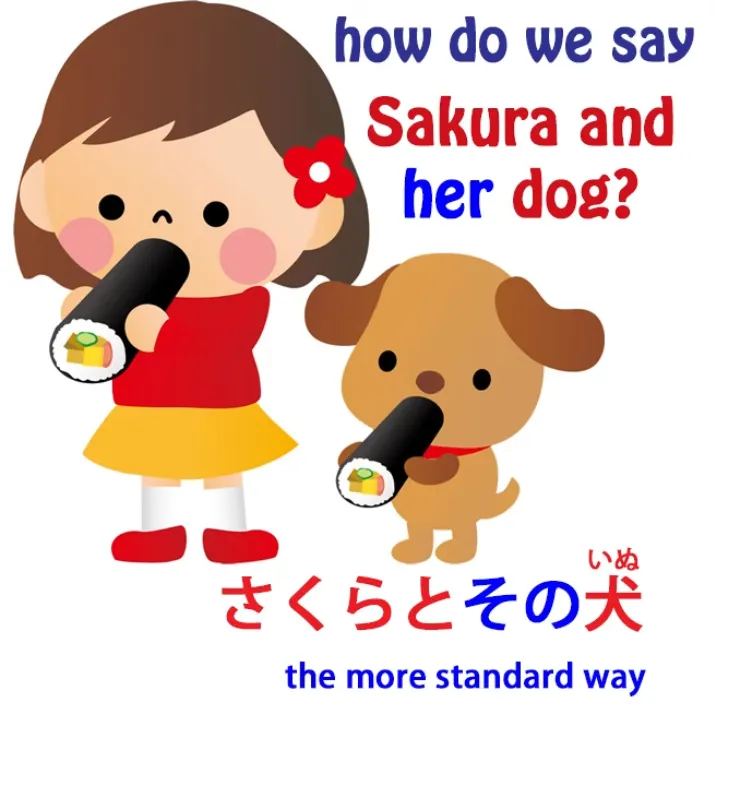 how do we say
Sakura and
her dog?
いぬ
さくらとその犬
the more standard way